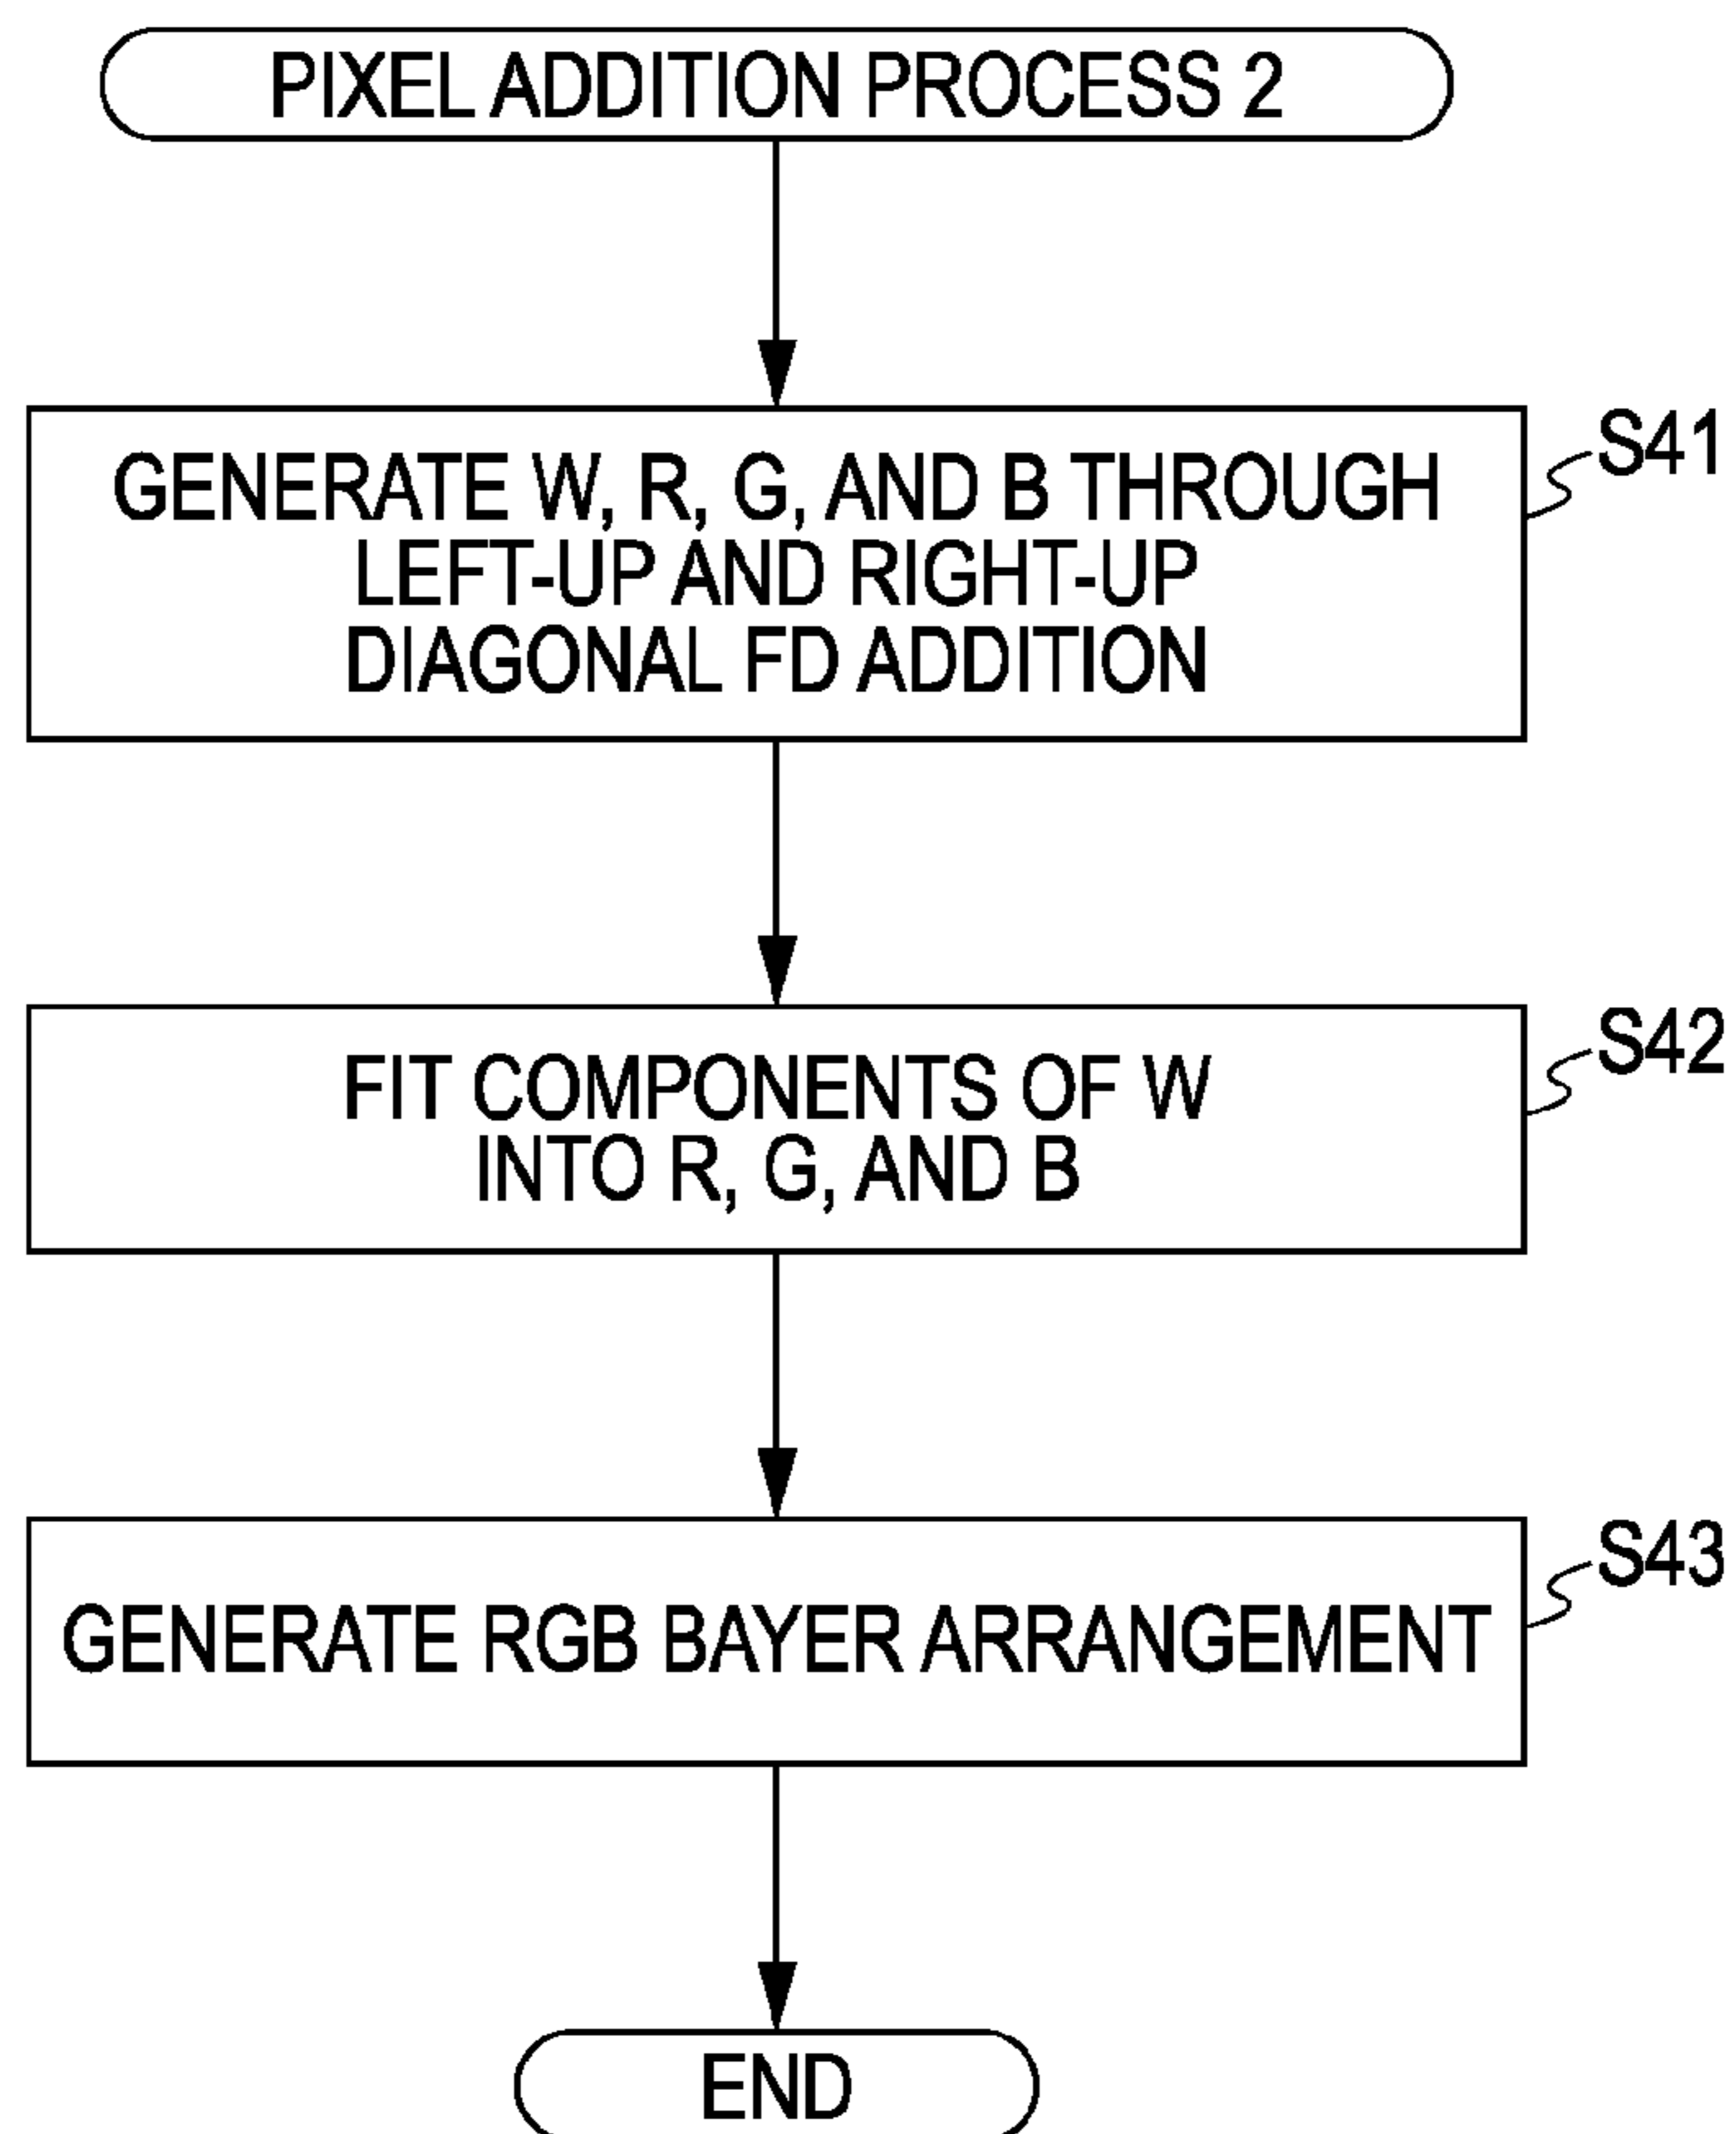 PIXEL ADDITION PROCESS 2
GENERATE W, R, G, AND B THROUGH
LEFT-UP AND RIGHT-UP
DIAGONAL FD ADDITION
S41
FIT COMPONENTS OF W
INTO R, G, AND B
S42
GENERATE RGB BAYER ARRANGEMENT
S43
END